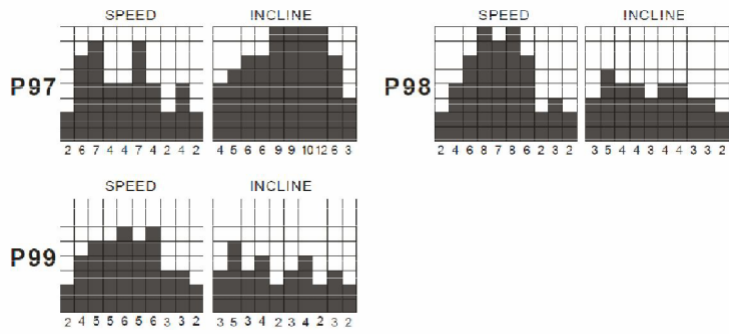 SPEED INCLINE
P97
2 6 7 4 4 7 4 2 4 2 4 5 6 6 9 9 10 12 6 3
SPEED INCLINE
P98
2 4 6 8 7 8 6 2 3 2 3 5 4 4 3 4 4 3 3 2
SPEED INCLINE
P99
2 4 5 5 6 5 6 3 3 2 3 5 3 4 2 3 4 2 3 2